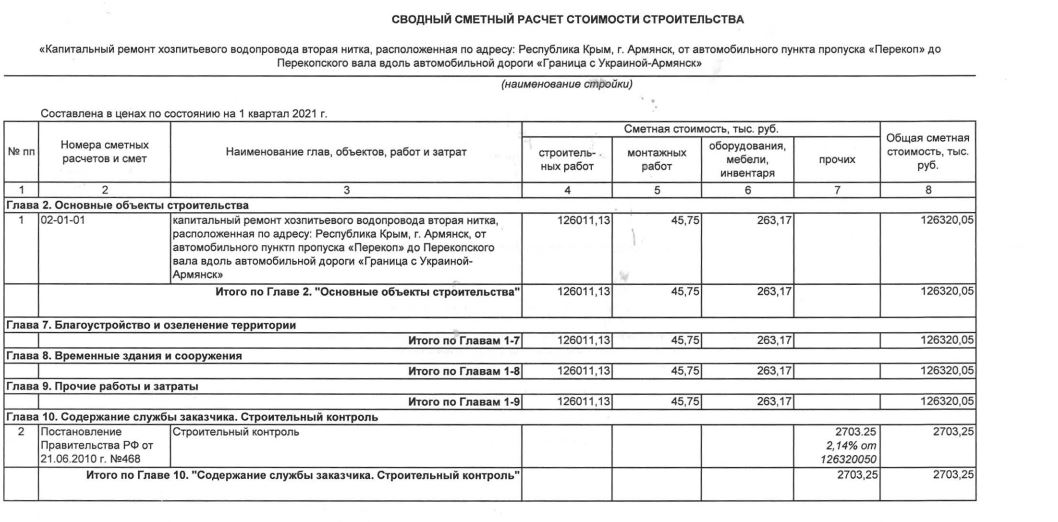 СВОДНЫЙ СМЕТНЫЙ РАСЧЕТ СТОИМОСТИ СТРОИТЕЛЬСТВА
«Капитальный ремонт хозпитьевого водопровода вторая нитка, расположенная по адресу: Республика Крым, г. Армянск, от автомобильного пункта пропуска «Перекоп» до
Перекопского вала вдоль автомобильной дороги «Граница с Украиной-Армянск»
(наименование стройки)
Составлена в ценах по состоянию на 1 квартал 2021 г.
№ пп
Номера сметных
расчетов и смет
Наименование глав, объектов, работ и затрат
Сметная стоимость, тыс. руб.
строитель-
ных работ
монтажных
работ
оборудования,
мебели,
инвентаря
прочих
Общая сметная
стоимость, тыс.
руб.
1 2 3 4 5 6 7 8
Глава 2. Основные объекты строительства
1 02-01-01 капитальный ремонт хозпитьевого водопровода вторая нитка, 126011,13 45,75 263,17 126320,05
расположенная по адресу: Республика Крым, г. Армянск, от
автомобильного пунктп пропуска «Перекоп» до Перекопского
вала вдоль автомобильной дороги «Граница с Украиной-
Армянск»
Итого по Главе 2. "Основные объекты строительства" 126011,13 45,75 263,17 126320,05
Глава 7. Благоустройство и озеленение территории
Итого по Главам 1-7 126011,13 45,75 263,17 126320,05
Глава 8. Временные здания и сооружения
Итого по Главам 1-8 126011,13 45,75 263,17 126320,05
Глава 9. Прочие работы и затраты
Итого по Главам 1-9 126011,13 45,75 263,17 126320,05
Глава 10. Содержание службы заказчика. Строительный контроль
2 Постановление Строительный контроль 2703.25 2703,25
Правительства РФ от 2,14% от
21.06.2010 г. №468 126320050
Итого по Главе 10. "Содержание службы заказчика. Строительный контроль" 2703,25 2703,25